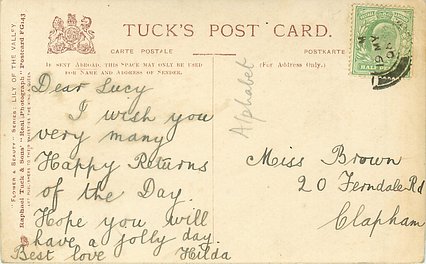 TUCK'S POST CARD.
CARTE POSTALE
POSTKARTE
IF SENT ABROAD, THIS SPACE MAY ONLY BE USED
FOR NAME AND ADDRESS OF SENDER.
(For Address Only.)
"FLOWER & BEAUTY" SERIES: LILY OF THE VALLEY
Raphael Tuck & Sons' "Real Photograph" Postcard
Dear Lucy
I wish you
very many
Happy Returns
of the Day.
Hope you will
have a jolly day.
Best love Hilda
Alphabet
Miss Brown
20 Ferndale Rd
Clapham